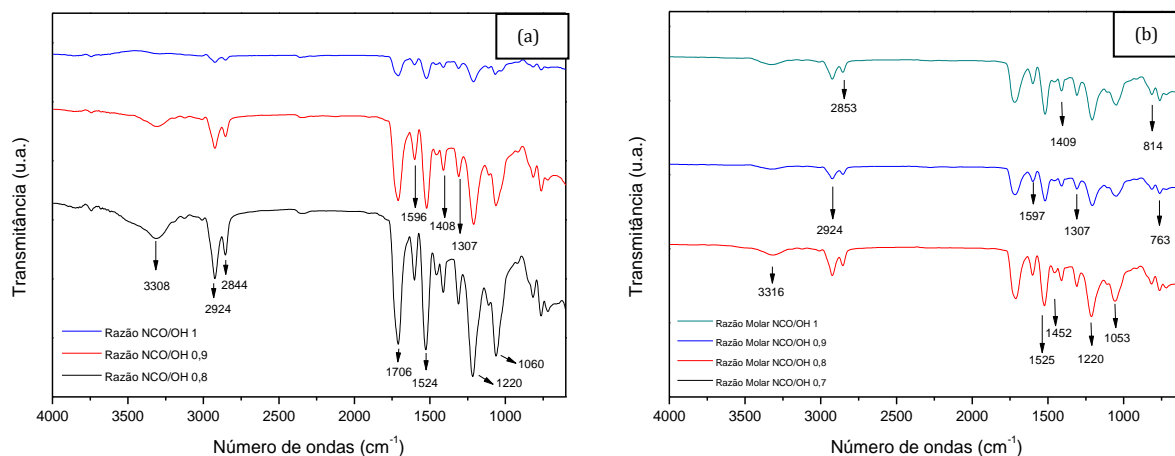 (a)
Transmitância (u.a.)
1596
1408
1307
3308
2924
2844
1706
1524
1220
1060
Razão NCO/OH 1
Razão NCO/OH 0,9
Razão NCO/OH 0,8
4000 3500 3000 2500 2000 1500 1000
Número de ondas (cm⁻¹)
(b)
Transmitância (u.a.)
2853
1409
814
2924
1597
1307
763
3316
1452
1053
1525
1220
Razão Molar NCO/OH 1
Razão Molar NCO/OH 0,9
Razão Molar NCO/OH 0,8
Razão Molar NCO/OH 0,7
4000 3500 3000 2500 2000 1500 1000
Número de ondas (cm⁻¹)